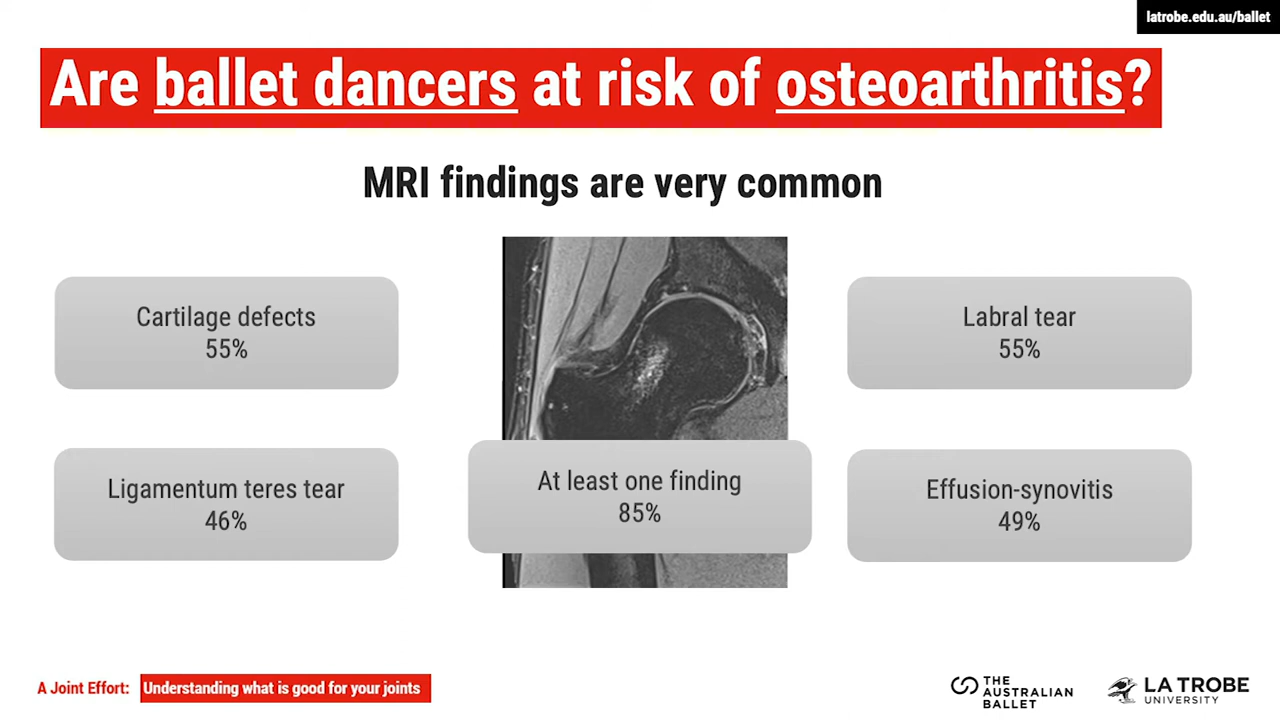 latrobe.edu.au/ballet
Are ballet dancers at risk of osteoarthritis?
MRI findings are very common
Cartilage defects
55%
Labral tear
55%
Ligamentum teres tear
46%
At least one finding
85%
Effusion-synovitis
49%
A Joint Effort: Understanding what is good for your joints
THE
AUSTRALIAN
BALLET
LA TROBE
UNIVERSITY